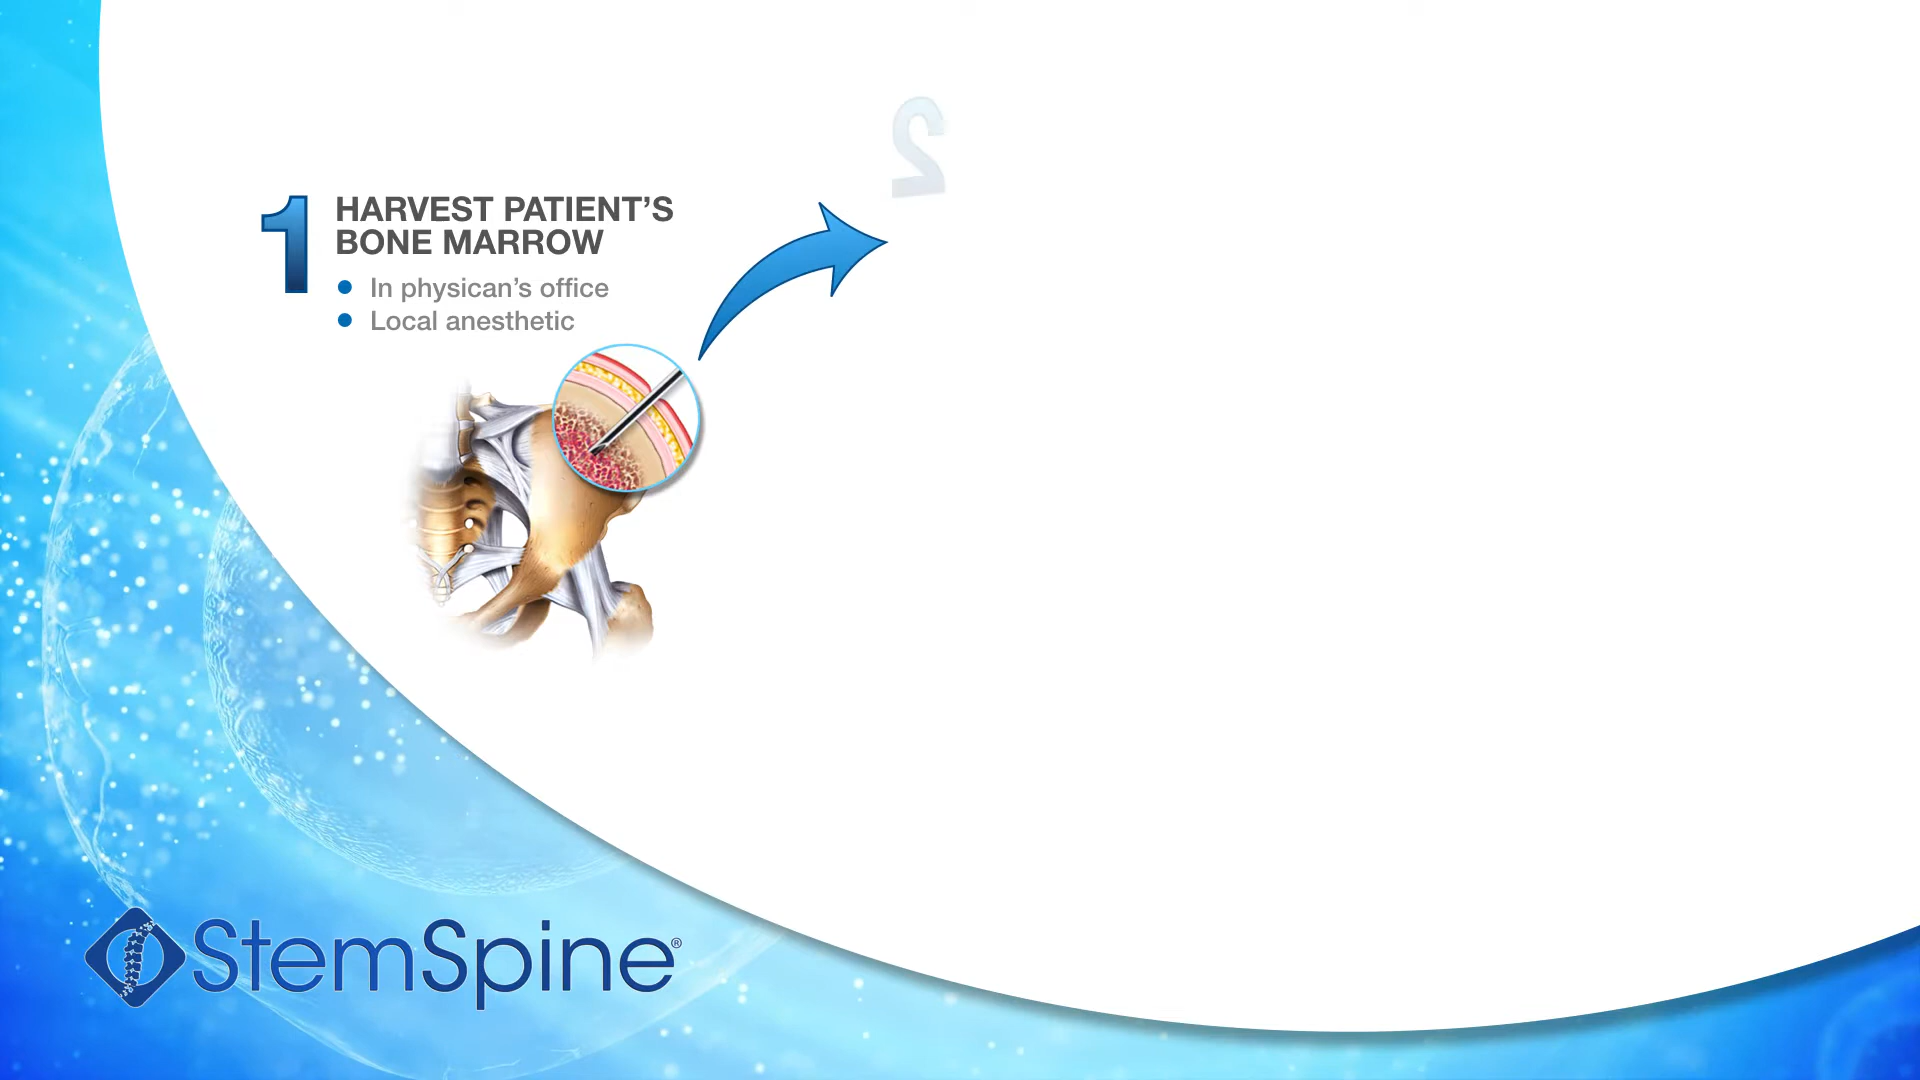 1
HARVEST PATIENT’S
BONE MARROW
• In physican’s office
• Local anesthetic
2
StemSpine®